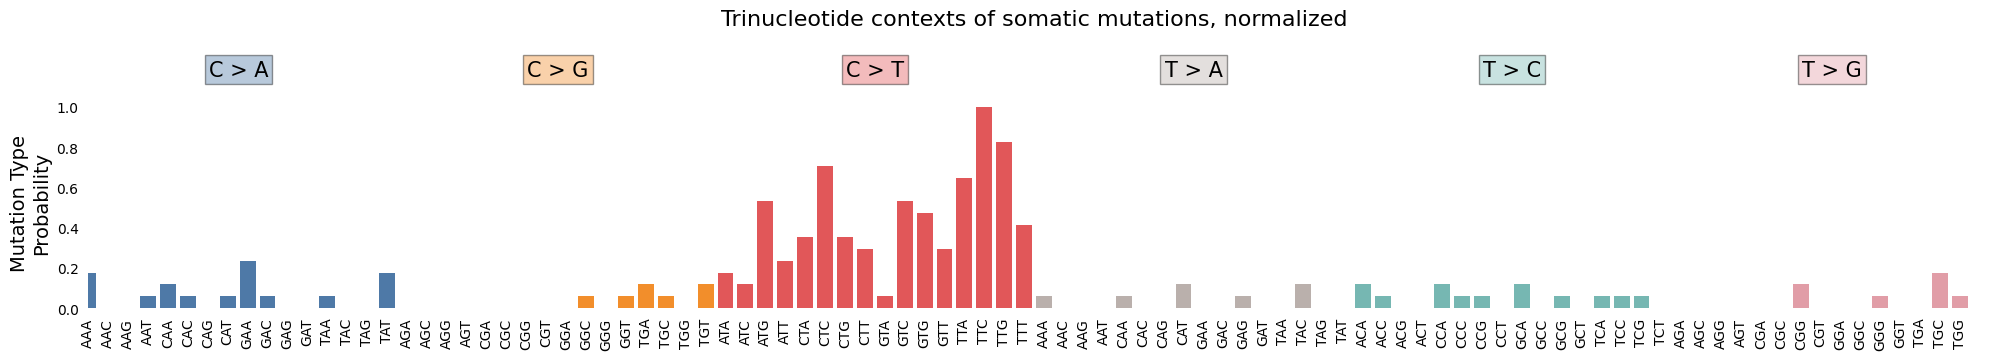 Trinucleotide contexts of somatic mutations, normalized
C > A
C > G
C > T
T > A
T > C
T > G
Mutation Type
Probability
1.0
0.8
0.6
0.4
0.2
0.0
AAA
AAC
AAG
AAT
CAA
CAC
CAG
CAT
GAA
GAC
GAG
GAT
TAA
TAC
TAG
TAT
AGA
AGC
AGG
AGT
CGA
CGC
CGG
CGT
GGA
GGC
GGG
GGT
TGA
TGC
TGG
TGT
ATA
ATC
ATG
ATT
CTA
CTC
CTG
CTT
GTA
GTC
GTG
GTT
TTA
TTC
TTG
TTT
AAA
AAC
AAG
AAT
CAA
CAC
CAG
CAT
GAA
GAC
GAG
GAT
TAA
TAC
TAG
TAT
ACA
ACC
ACG
ACT
CCA
CCC
CCG
CCT
GCA
GCC
GCG
GCT
TCA
TCC
TCG
TCT
AGA
AGC
AGG
AGT
CGA
CGC
CGG
CGT
GGA
GGC
GGG
GGT
TGA
TGC
TGG